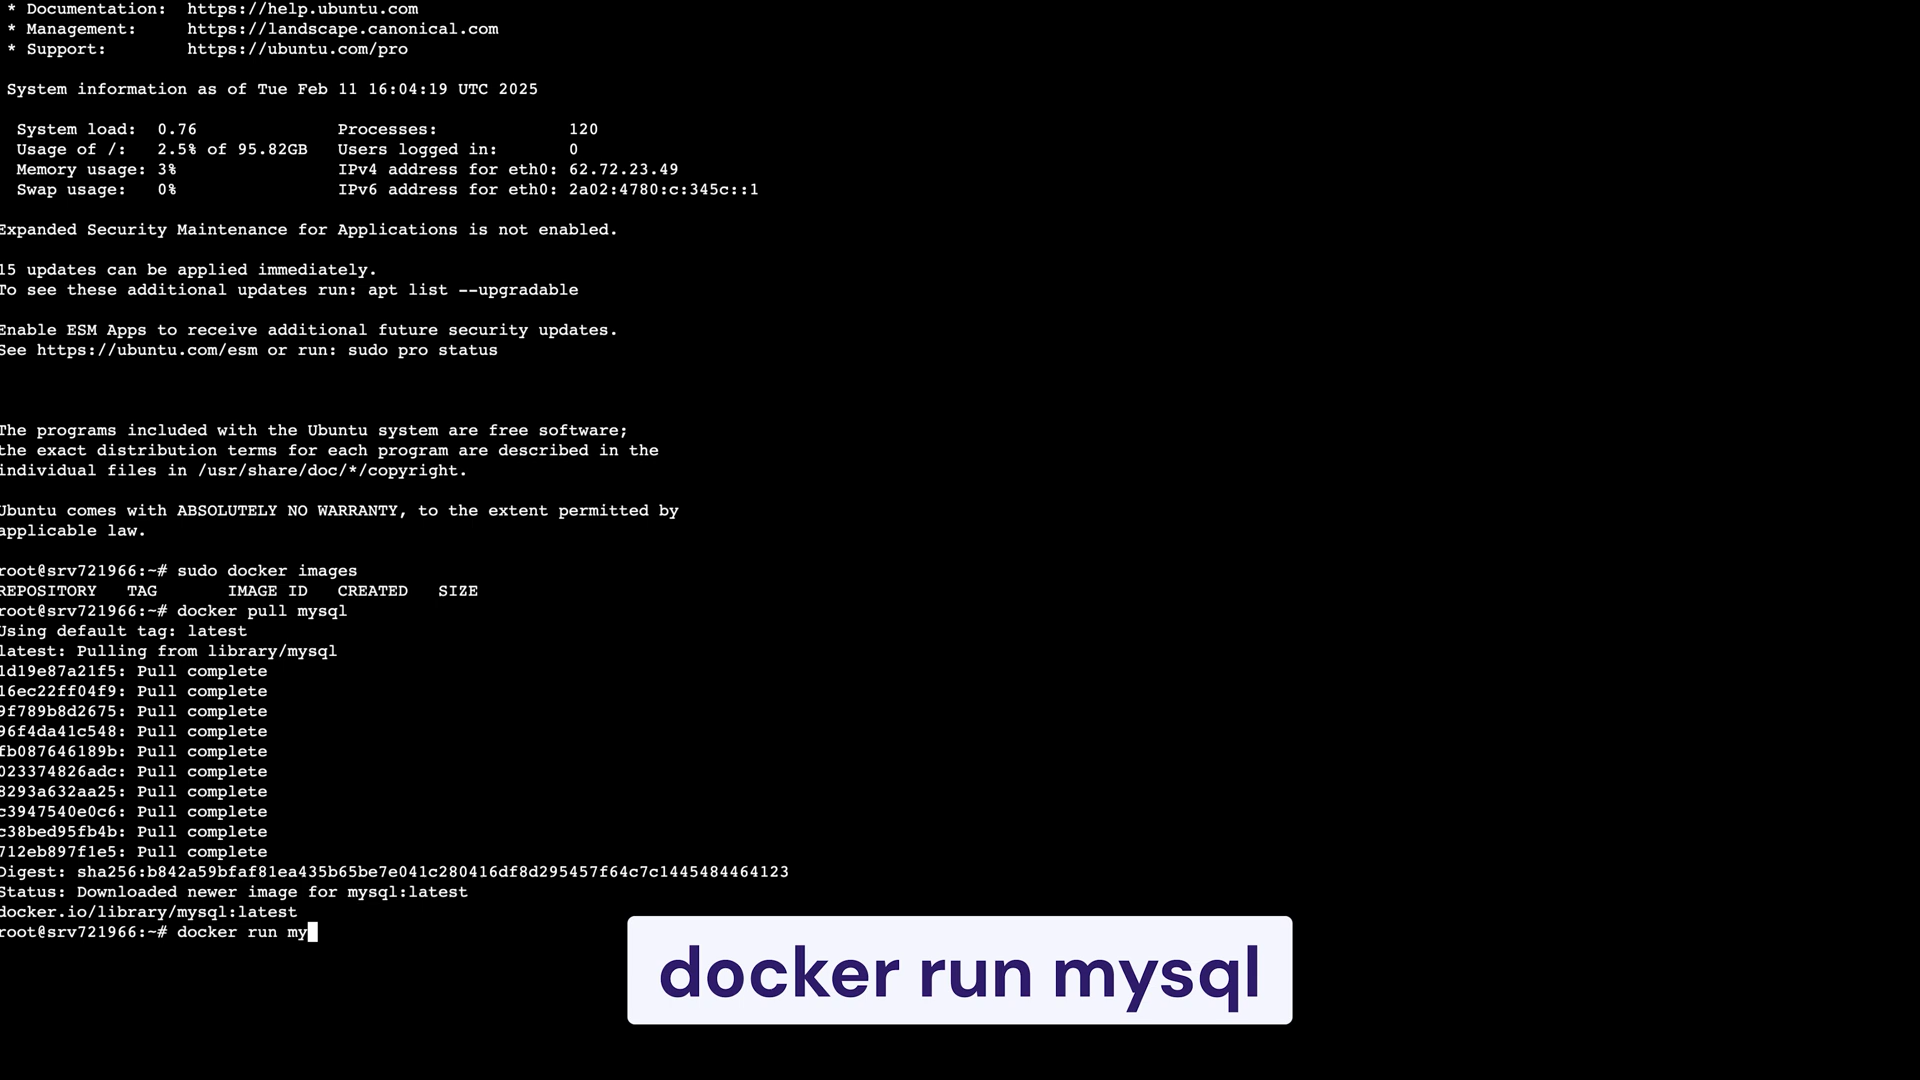 * Documentation:  https://help.ubuntu.com
* Management:     https://landscape.canonical.com
* Support:        https://ubuntu.com/pro
System information as of Tue Feb 11 16:04:19 UTC 2025
System load:  0.76              Processes:             120
Usage of /:   2.5% of 95.82GB   Users logged in:       0
Memory usage: 3%                IPv4 address for eth0: 62.72.23.49
Swap usage:   0%                IPv6 address for eth0: 2a02:4780:c:345c::1
Expanded Security Maintenance for Applications is not enabled.
15 updates can be applied immediately.
To see these additional updates run: apt list --upgradable
Enable ESM Apps to receive additional future security updates.
See https://ubuntu.com/esm or run: sudo pro status
The programs included with the Ubuntu system are free software;
the exact distribution terms for each program are described in the
individual files in /usr/share/doc/*/copyright.
Ubuntu comes with ABSOLUTELY NO WARRANTY, to the extent permitted by
applicable law.
root@srv721966:~# sudo docker images
REPOSITORY   TAG       IMAGE ID   CREATED   SIZE
root@srv721966:~# docker pull mysql
Using default tag: latest
latest: Pulling from library/mysql
1d19e87a21f5: Pull complete
16ec22ff04f9: Pull complete
9f789b8d2675: Pull complete
96f4da41c548: Pull complete
fb087646189b: Pull complete
023374826adc: Pull complete
8293a632aa25: Pull complete
c3947540e0c6: Pull complete
c38bed95fb4b: Pull complete
712eb897f1e5: Pull complete
Digest: sha256:b842a59bfaf81ea435b65be7e041c280416df8d295457f64c7c1445484464123
Status: Downloaded newer image for mysql:latest
docker.io/library/mysql:latest
root@srv721966:~# docker run my
docker run mysql